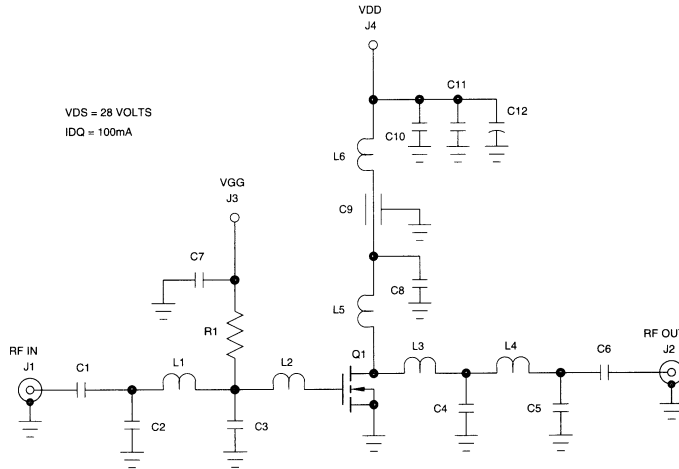 VDD
J4
VDS = 28 VOLTS
IDQ = 100mA
C11
C12
C10
L6
VGG
J3
C9
C7
C8
L5
R1
RF IN
J1
C1
L1
L2
Q1
L3
L4
C6
RF OUT
J2
C2
C3
C4
C5